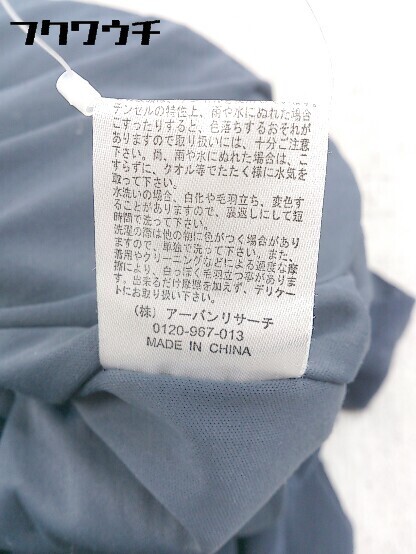 フクワウチ
テンセルの特性上、雨や水にぬれた場合
ごすったりすると、色落ちするおそれが
ありますので取り扱いには、十分ご注意
下さい。尚、雨や水にぬれた場合は、こ
すらずに、タオル等でたたく様に水気を
取って下さい。
水洗いの場合、白化や毛羽立ち、変色す
ることがありますので、裏返しにして短
時間で洗って下さい。
洗濯の際は他の物に色がつく場合があり
ますので、単独で洗って下さい。また、
着用やクリーニングなどによる過度な摩
擦により、白っぽく毛羽立つ事がありま
す。出来るだけ摩擦を加えず、デリケー
トにお取り扱い下さい。
(株) アーバンリサーチ
0120-967-013
MADE IN CHINA